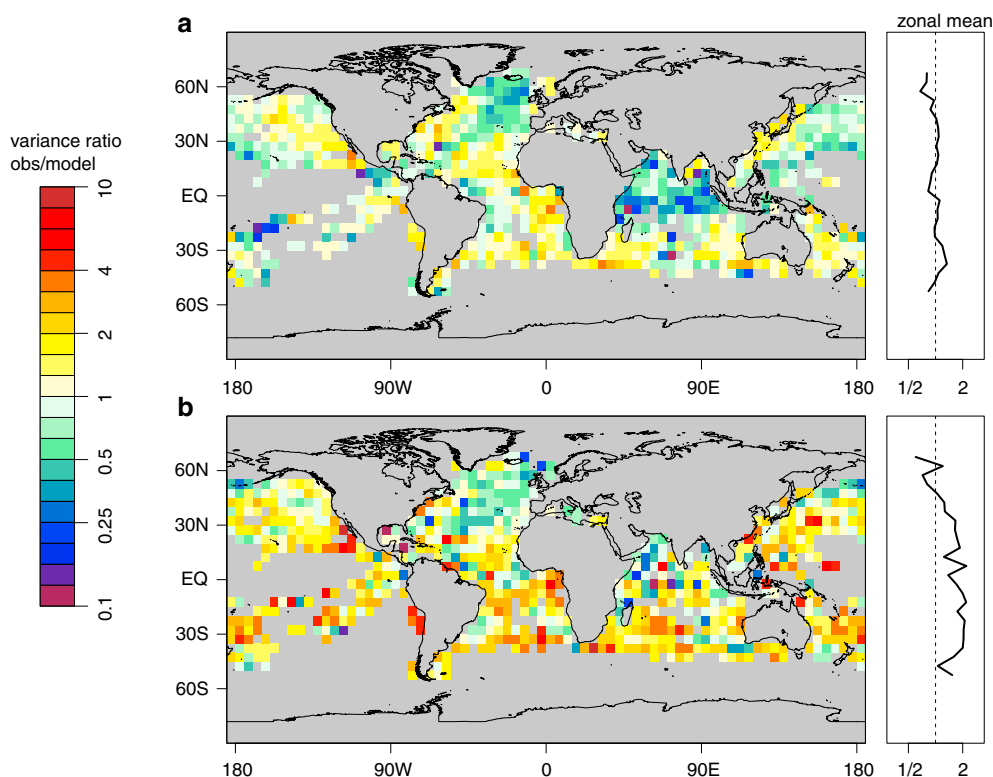 a
zonal mean
60N
30N
EQ
30S
60S
180
90W
0
90E
180
1/2
2
variance ratio
obs/model
10
4
2
1
0.5
0.25
0.1
b
60N
30N
EQ
30S
60S
180
90W
0
90E
180
1/2
2